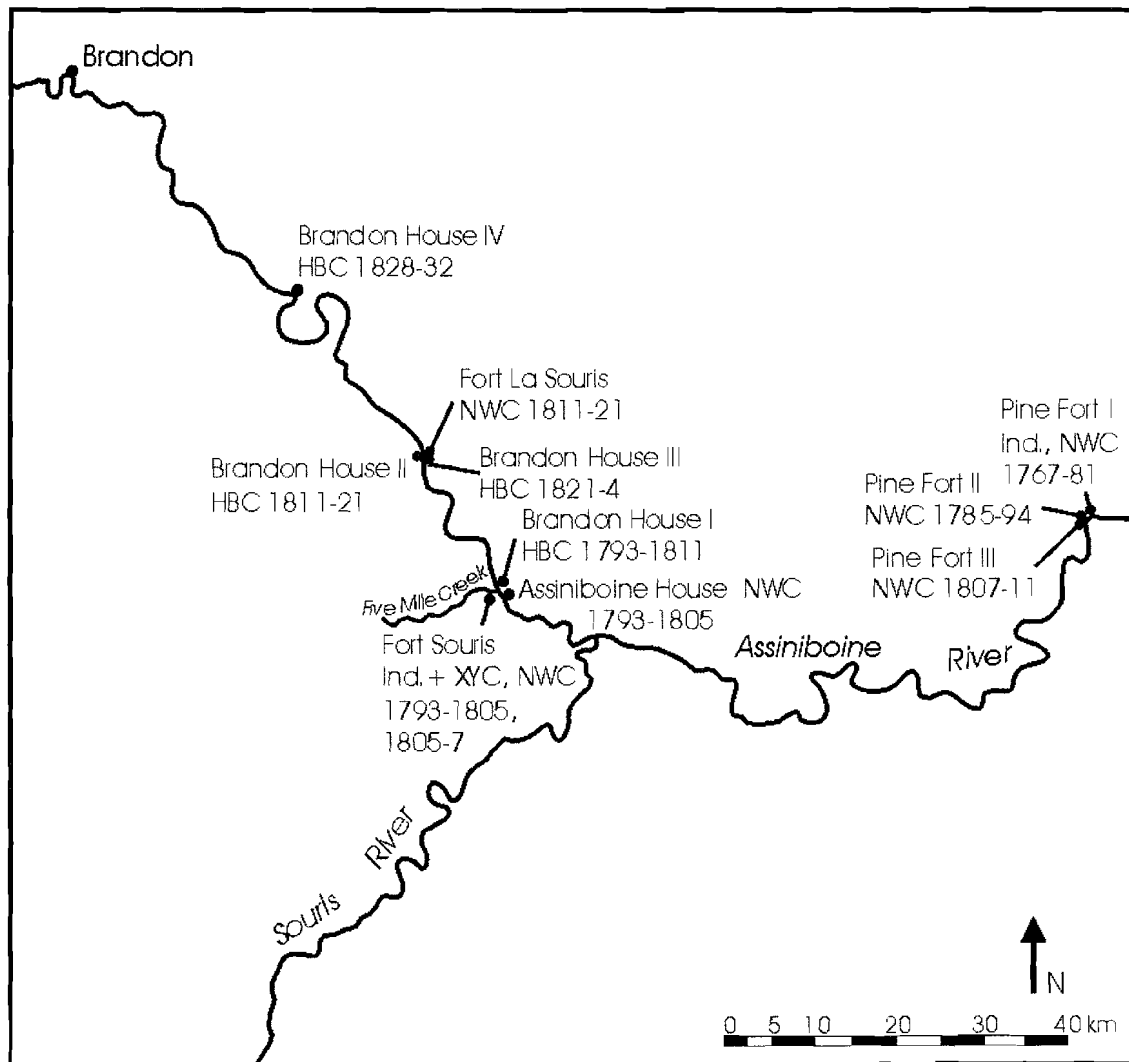 Brandon
Brandon House IV
HBC 1828-32
Fort La Souris
NWC 1811-21
Brandon House II
HBC 1811-21
Brandon House III
HBC 1821-4
Pine Fort I
Ind., NWC
1767-81
Pine Fort II
NWC 1785-94
Pine Fort III
NWC 1807-11
Brandon House I
HBC 1793-1811
Five Mile Creek
Assiniboine House NWC
1793-1805
Fort Souris
Ind. + XYC, NWC
1793-1805,
1805-7
Assiniboine River
Souris River
N
0 5 10 20 30 40 km